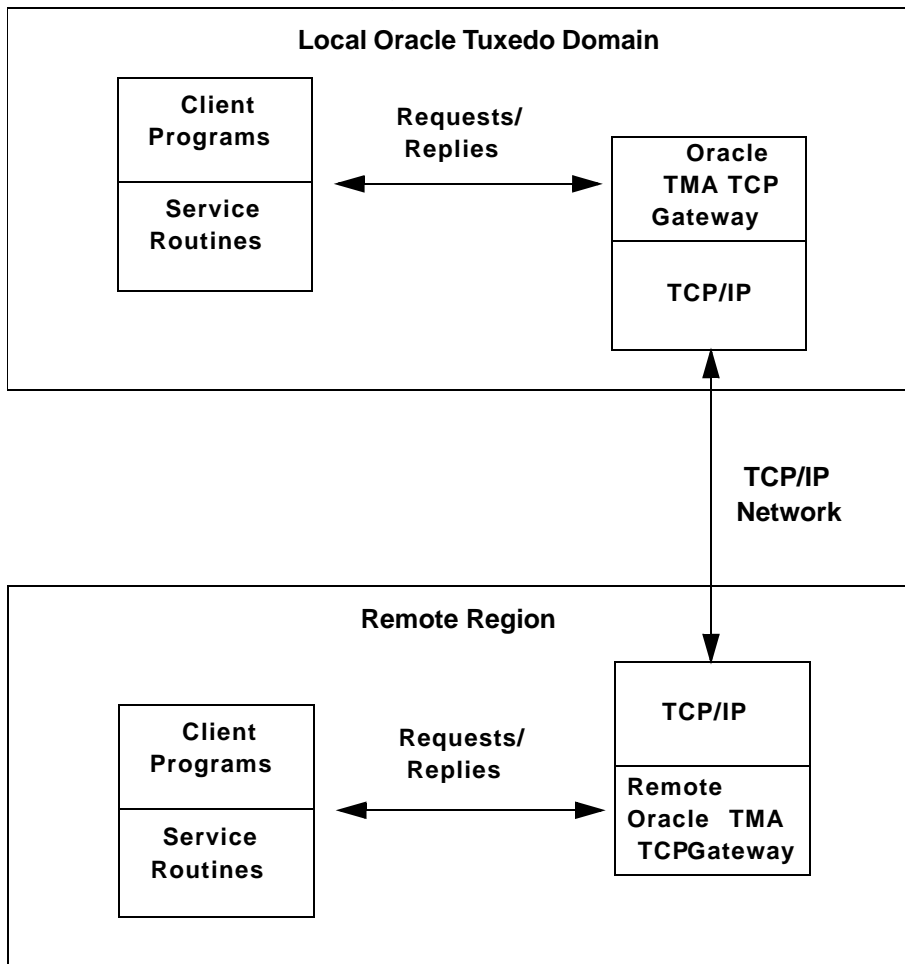 Local Oracle Tuxedo Domain
Client
Programs
Service
Routines
Requests/
Replies
Oracle
TMA TCP
Gateway
TCP/IP
TCP/IP
Network
Remote Region
Client
Programs
Service
Routines
Requests/
Replies
TCP/IP
Remote
Oracle TMA
TCPGateway